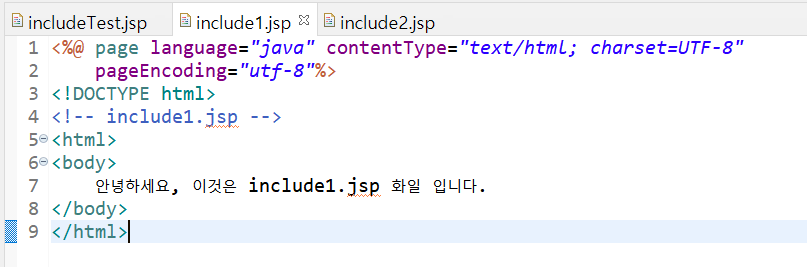 includeTest.jsp include1.jsp include2.jsp
1 <%@ page language="java" contentType="text/html; charset=UTF-8"
2     pageEncoding="utf-8"%>
3 <!DOCTYPE html>
4 <!-- include1.jsp -->
5 <html>
6 <body>
7     안녕하세요, 이것은 include1.jsp 화일 입니다.
8 </body>
9 </html>